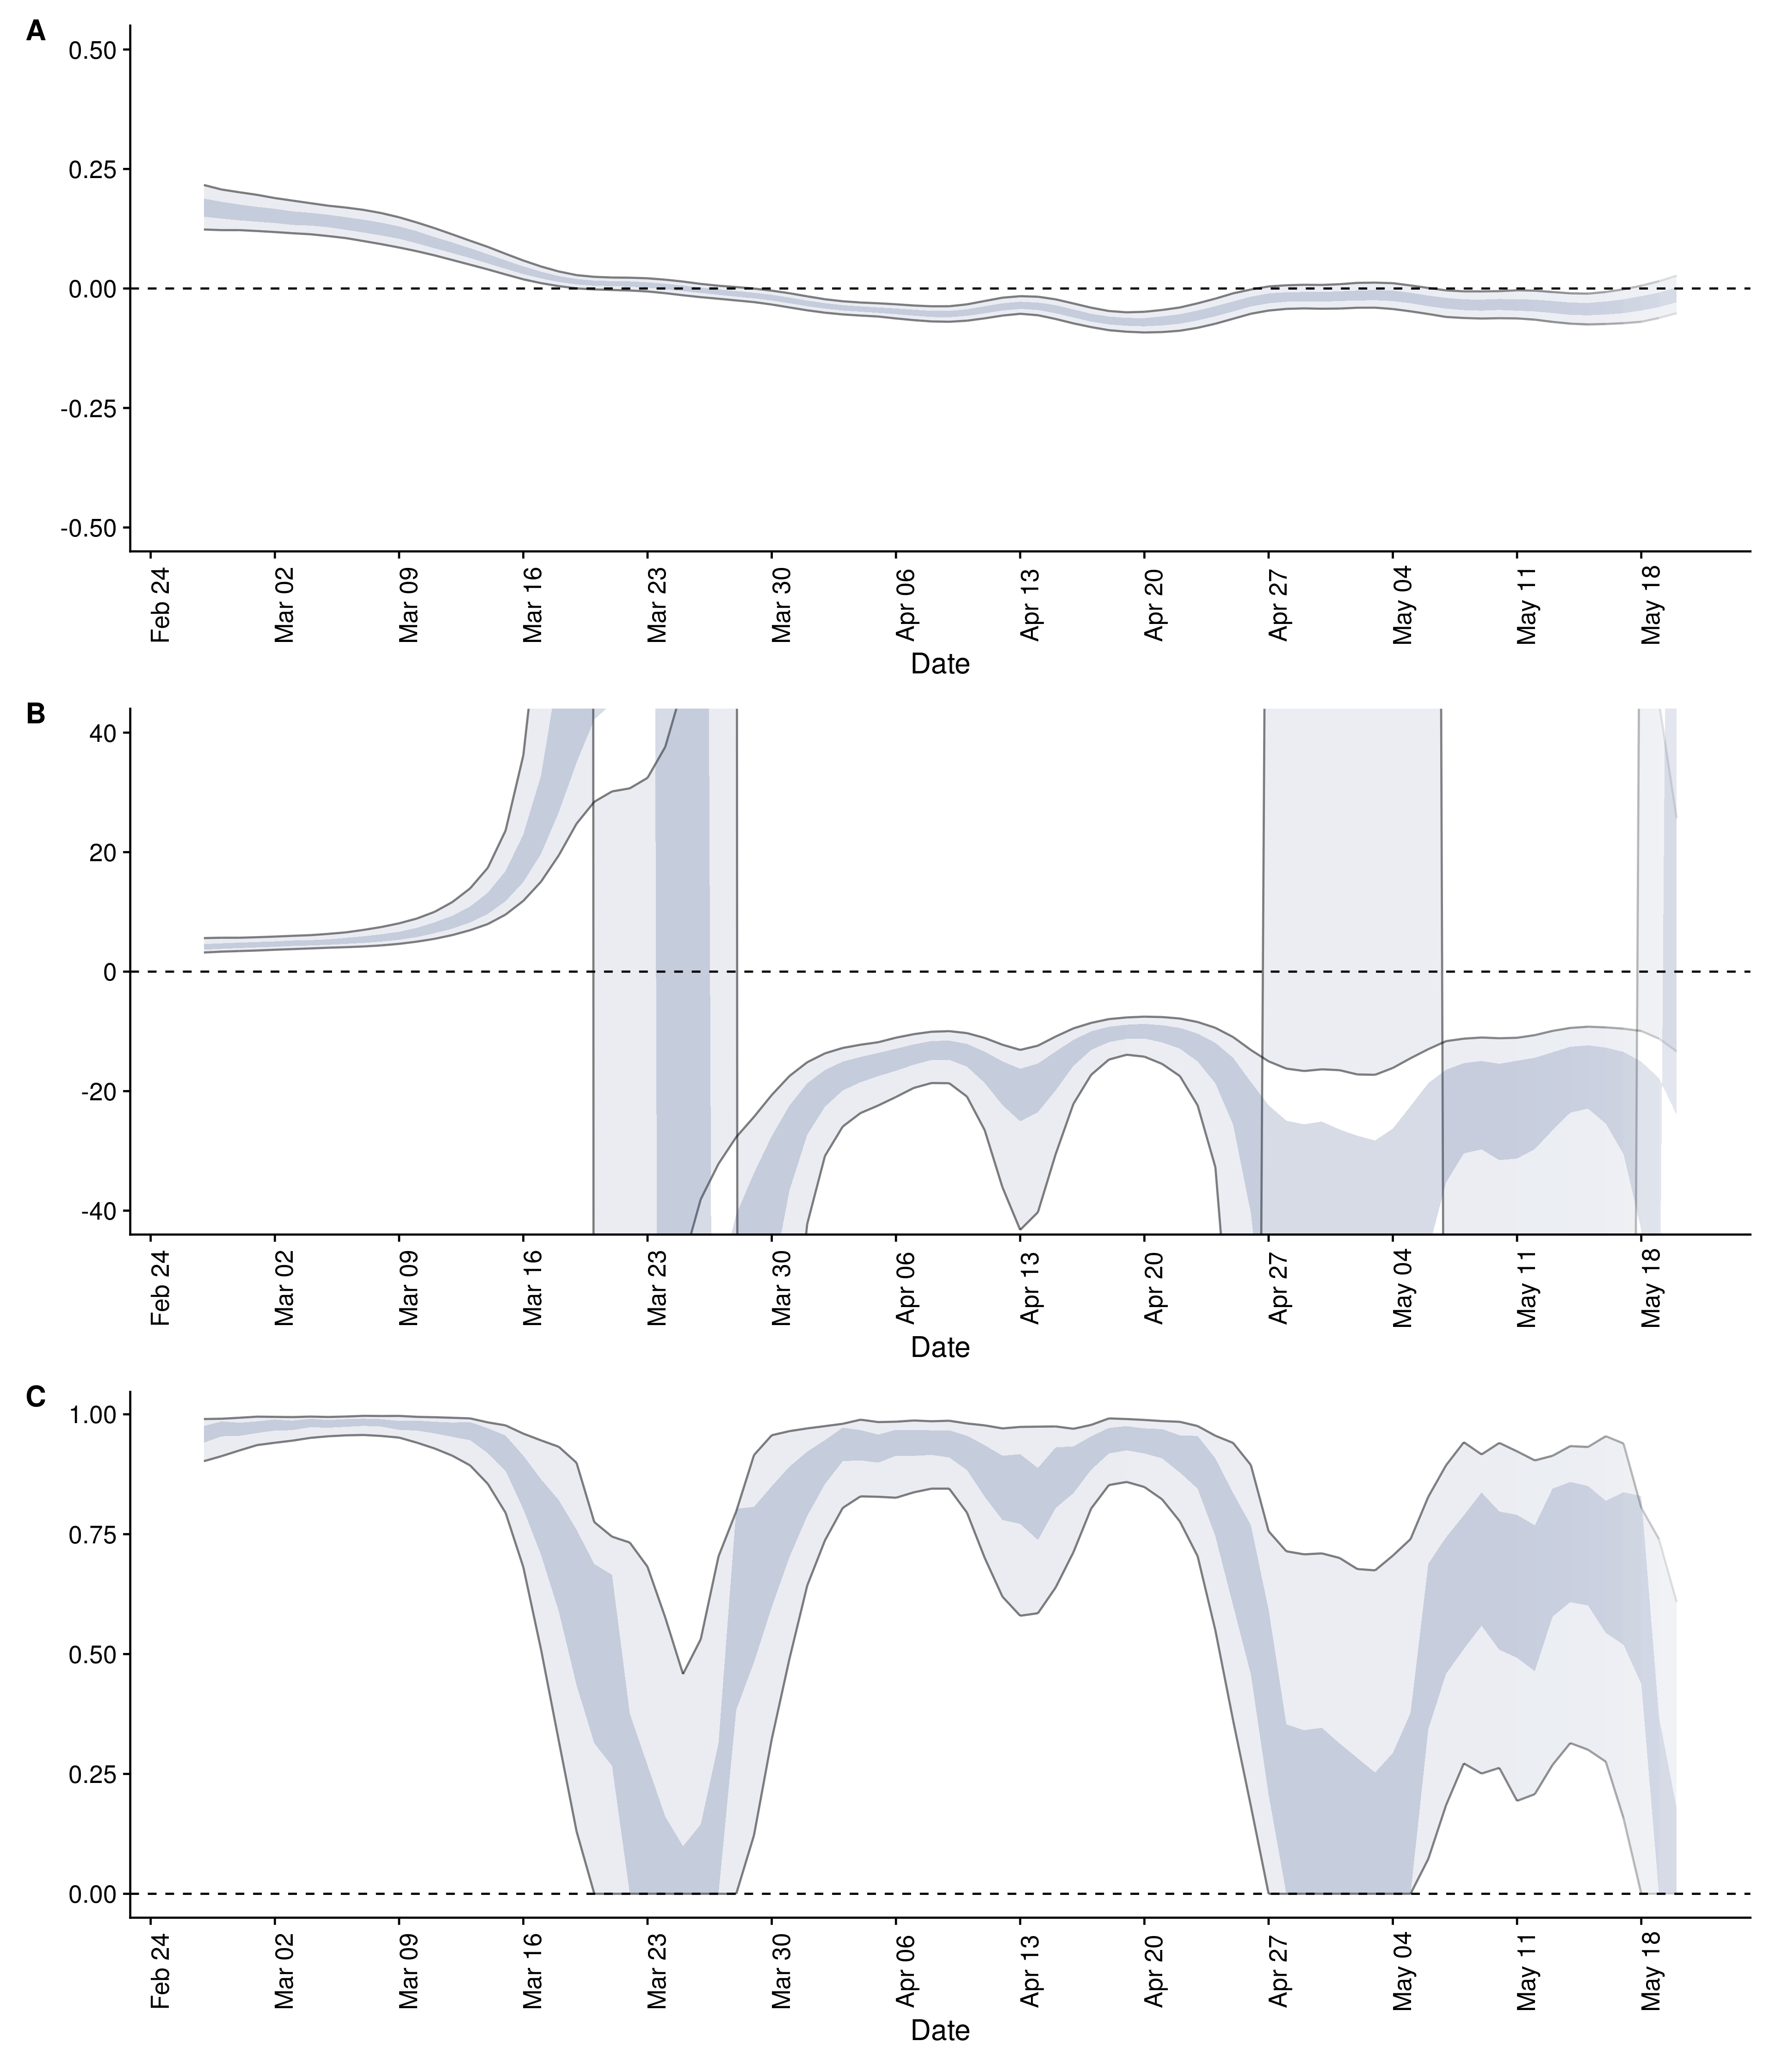 A
0.50
0.25
0.00
-0.25
-0.50
Feb 24
Mar 02
Mar 09
Mar 16
Mar 23
Mar 30
Apr 06
Apr 13
Apr 20
Apr 27
May 04
May 11
May 18
Date
B
40
20
0
-20
-40
Feb 24
Mar 02
Mar 09
Mar 16
Mar 23
Mar 30
Apr 06
Apr 13
Apr 20
Apr 27
May 04
May 11
May 18
Date
C
1.00
0.75
0.50
0.25
0.00
Feb 24
Mar 02
Mar 09
Mar 16
Mar 23
Mar 30
Apr 06
Apr 13
Apr 20
Apr 27
May 04
May 11
May 18
Date